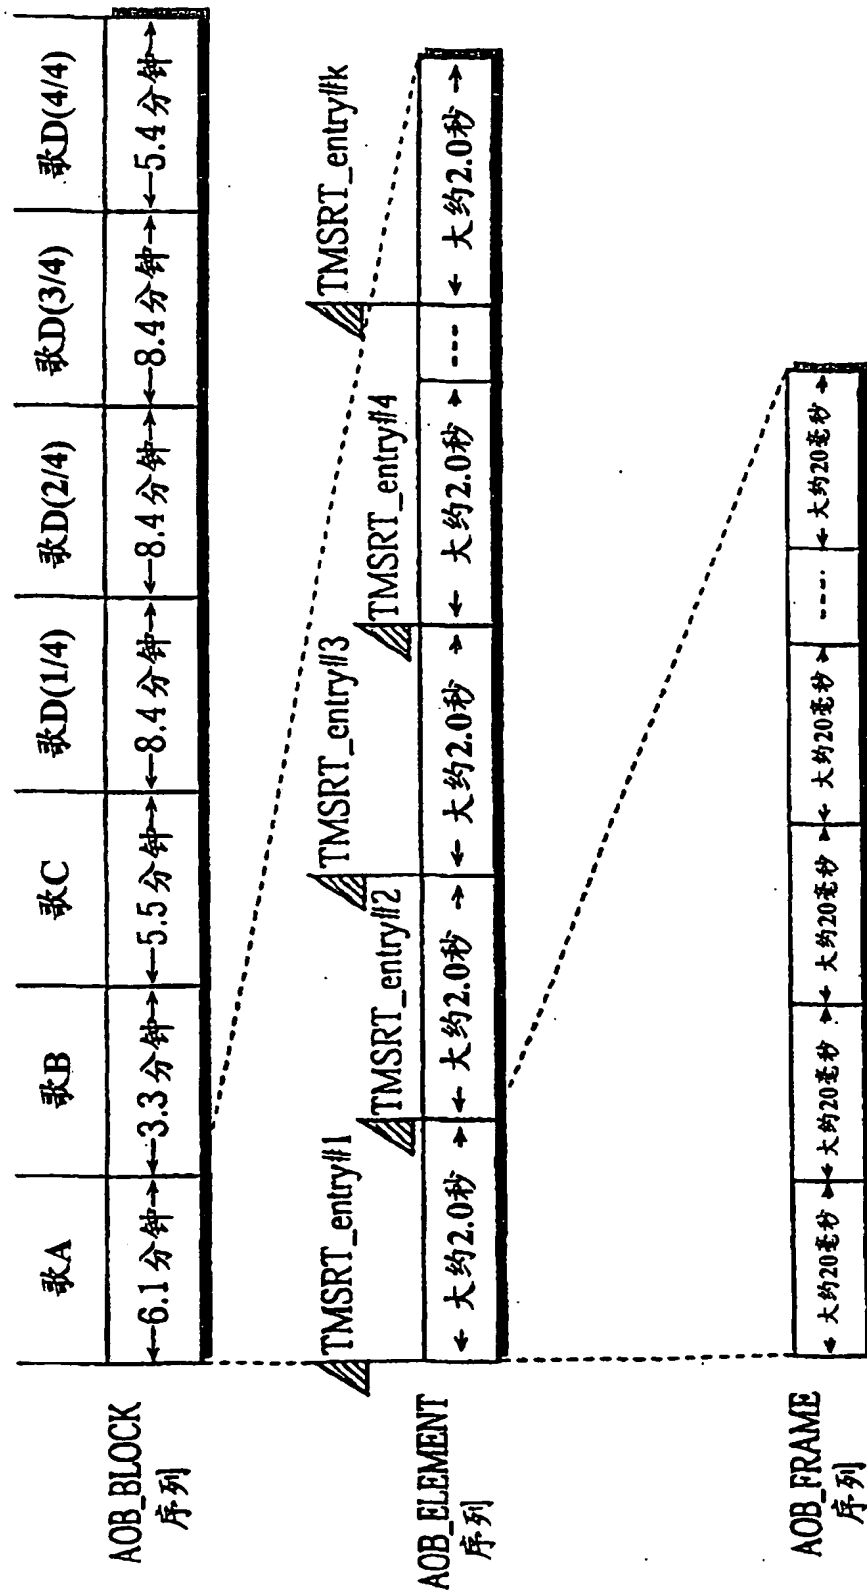 歌A
歌B
歌C
歌D(1/4)
歌D(2/4)
歌D(3/4)
歌D(4/4)
6.1分钟
3.3分钟
5.5分钟
8.4分钟
8.4分钟
8.4分钟
5.4分钟
AOB_BLOCK
序列
TMSRT_entry#1
TMSRT_entry#2
TMSRT_entry#3
TMSRT_entry#4
TMSRT_entry#k
大约2.0秒
大约2.0秒
大约2.0秒
大约2.0秒
大约2.0秒
AOB_ELEMENT
序列
大约20毫秒
大约20毫秒
大约20毫秒
大约20毫秒
大约20毫秒
AOB_FRAME
序列